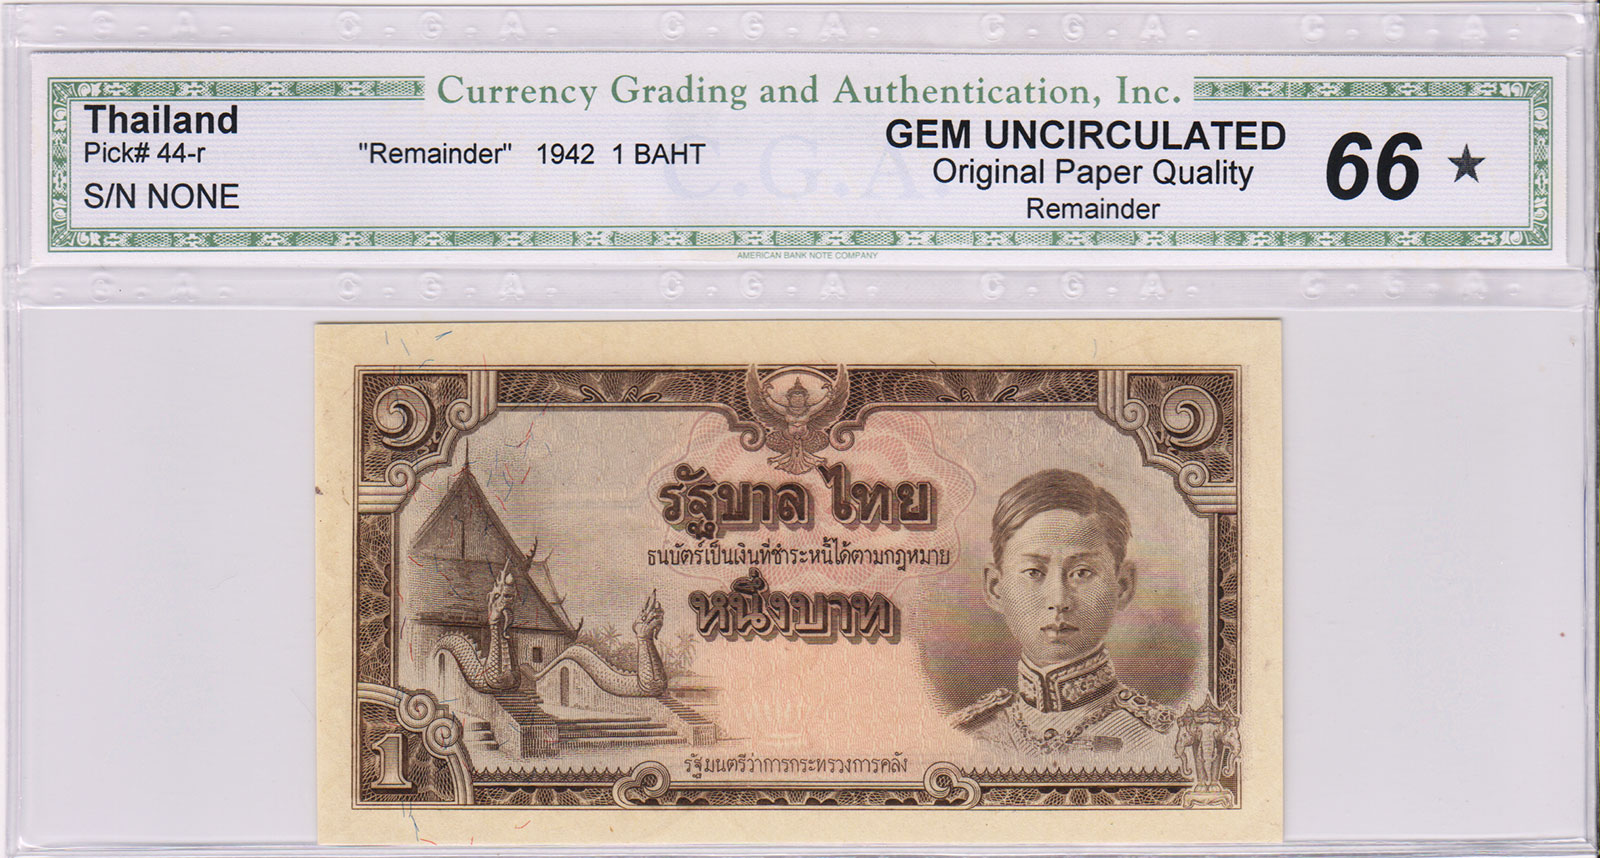 C.G.A. C.G.A. C.G.A. C.G.A. C.G.A.
Currency Grading and Authentication, Inc.
Thailand
Pick# 44-r
S/N NONE
"Remainder" 1942 1 BAHT
C.G.A
GEM UNCIRCULATED
Original Paper Quality
Remainder
66 ★
AMERICAN BANK NOTE COMPANY
C.G.A. C.G.A. C.G.A. C.G.A. C.G.A.
๑ ๑
รัฐบาล ไทย
ธนบัตร์เป็นเงินที่ชำระหนี้ได้ตามกฎหมาย
หนึ่งบาท
รัฐมนตรีว่าการกระทรวงการคลัง
1